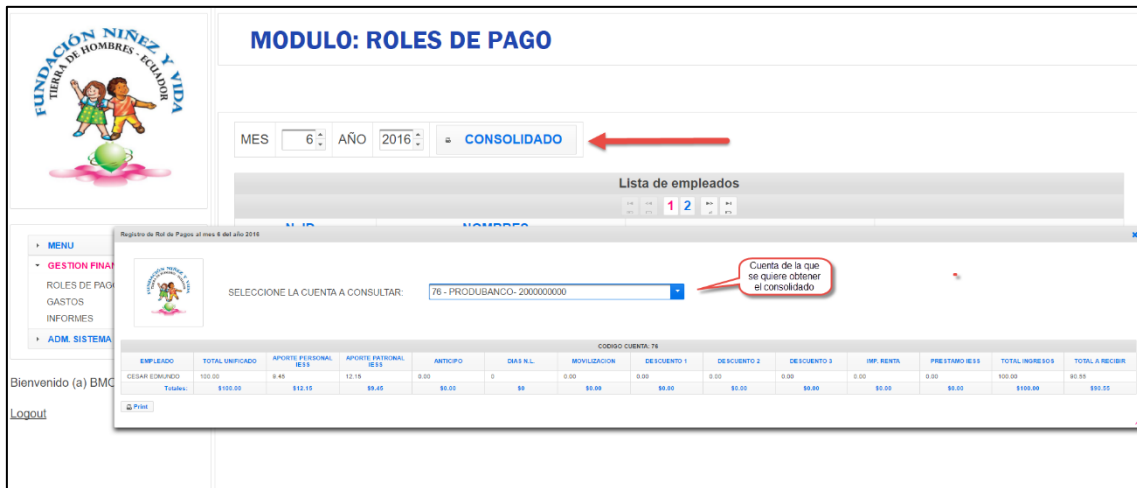 FUNDACIÓN NIÑEZ Y VIDA
TIERRA DE HOMBRES - ECUADOR
MODULO: ROLES DE PAGO
MES 6 AÑO 2016 CONSOLIDADO
Lista de empleados
1 2
MENU
GESTION FINAN
ROLES DE PAG
GASTOS
INFORMES
ADM. SISTEMA
Bienvenido (a) BMC
Logout
Registro de Rol de Pagos al mes 6 del año 2016
SELECCIONE LA CUENTA A CONSULTAR: 76 - PRODUBANCO- 2000000000
Cuenta de la que
se quiere obtener
el consolidado
CODIGO CUENTA: 76
EMPLEADO TOTAL UNIFICADO APORTE PERSONAL IESS APORTE PATRONAL IESS ANTICIPO DIAS N.L. MOVILIZACION DESCUENTO 1 DESCUENTO 2 DESCUENTO 3 IMP. RENTA PRESTAMO IESS TOTAL INGRESOS TOTAL A RECIBIR
CESAR EDMUNDO 100.00 9.45 12.15 0.00 0 0.00 0.00 0.00 0.00 0.00 0.00 100.00 90.55
Totales: $100.00 $12.15 $9.45 $0.00 $0 $0.00 $0.00 $0.00 $0.00 $0.00 $0.00 $100.00 $90.55
Print